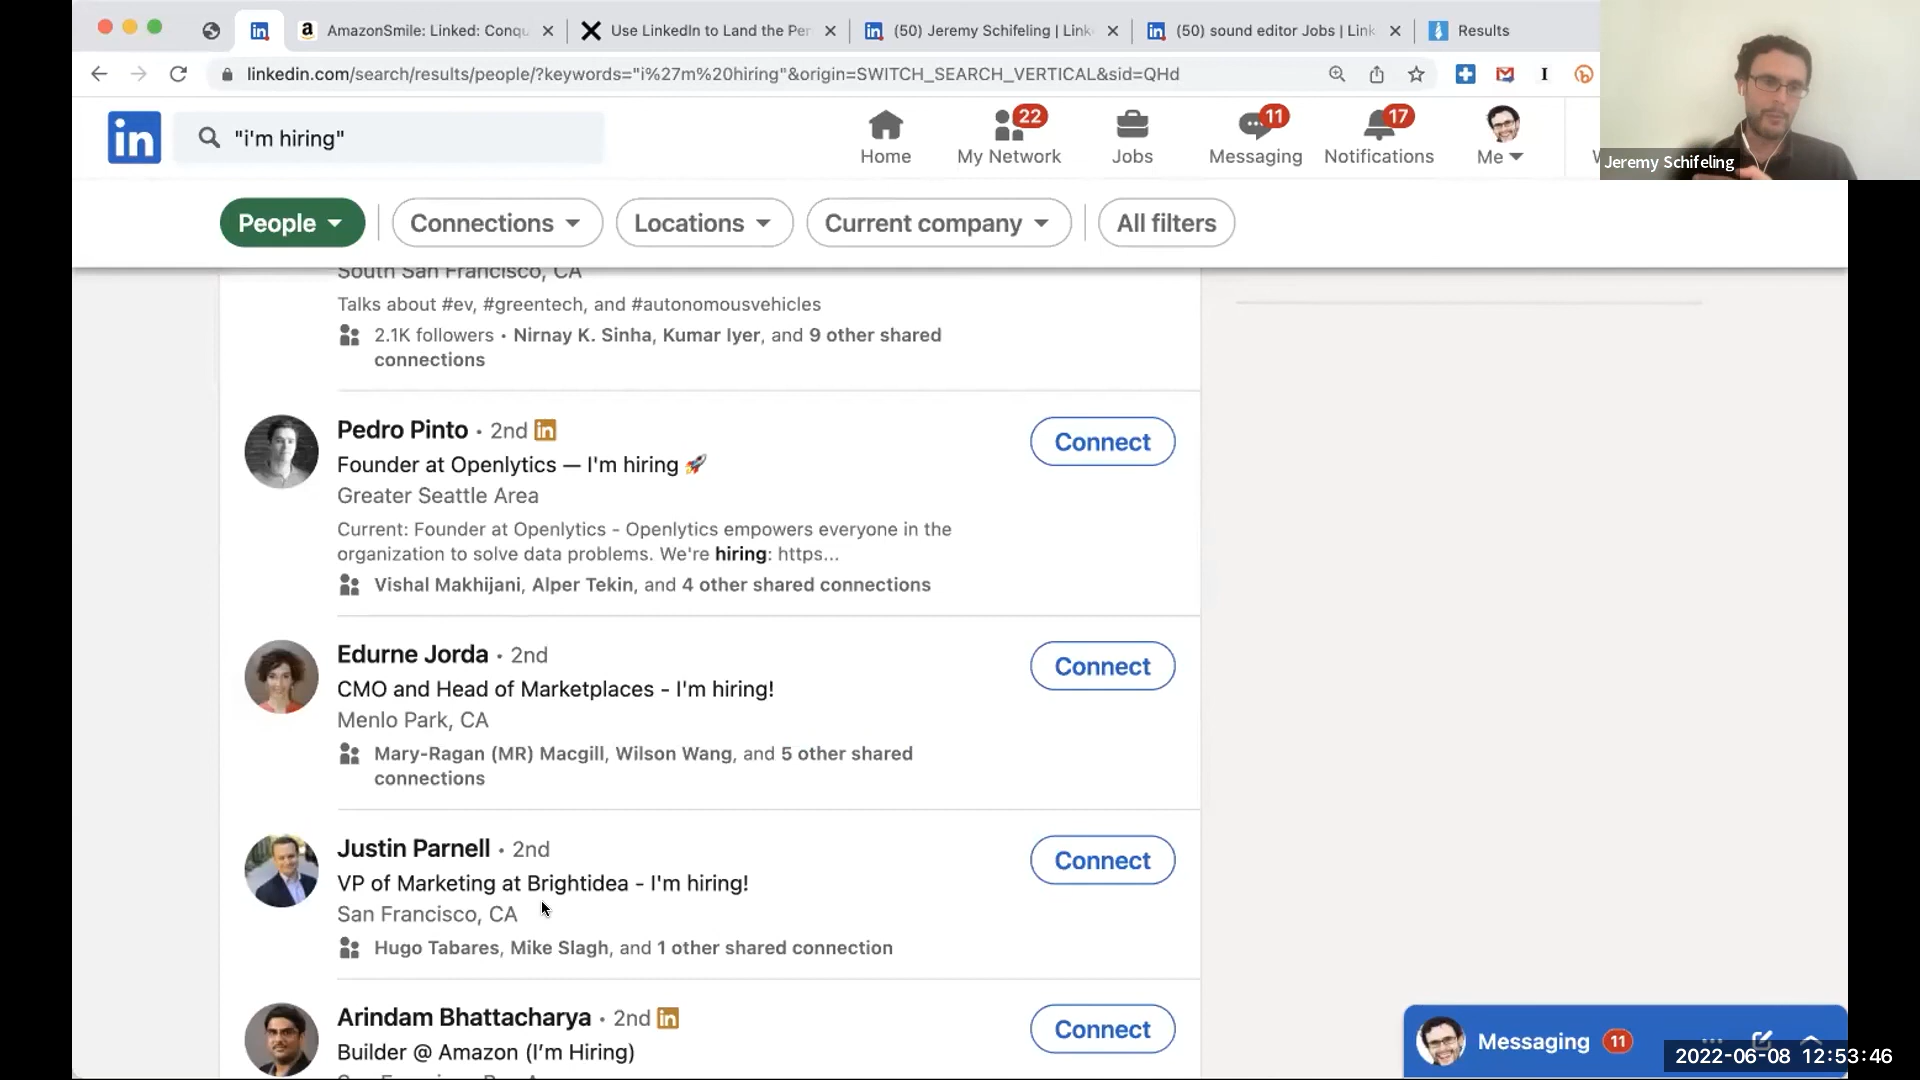 AmazonSmile: Linked: Conqu
Use LinkedIn to Land the Per
(50) Jeremy Schifeling | Link
(50) sound editor Jobs | Link
Results
linkedin.com/search/results/people/?keywords="i%27m%20hiring"&origin=SWITCH_SEARCH_VERTICAL&sid=QHd
in
"i'm hiring"
Home
22
My Network
Jobs
11
Messaging
17
Notifications
Me
Jeremy Schifeling
People
Connections
Locations
Current company
All filters
South San Francisco, CA
Talks about #ev, #greentech, and #autonomousvehicles
2.1K followers • Nirnay K. Sinha, Kumar Iyer, and 9 other shared
connections
Pedro Pinto • 2nd in
Connect
Founder at Openlytics — I'm hiring 🚀
Greater Seattle Area
Current: Founder at Openlytics - Openlytics empowers everyone in the
organization to solve data problems. We're hiring: https...
Vishal Makhijani, Alper Tekin, and 4 other shared connections
Edurne Jorda • 2nd
Connect
CMO and Head of Marketplaces - I'm hiring!
Menlo Park, CA
Mary-Ragan (MR) Macgill, Wilson Wang, and 5 other shared
connections
Justin Parnell • 2nd
Connect
VP of Marketing at Brightidea - I'm hiring!
San Francisco, CA
Hugo Tabares, Mike Slagh, and 1 other shared connection
Arindam Bhattacharya • 2nd in
Connect
Builder @ Amazon (I'm Hiring)
Messaging 11
2022-06-08 12:53:46